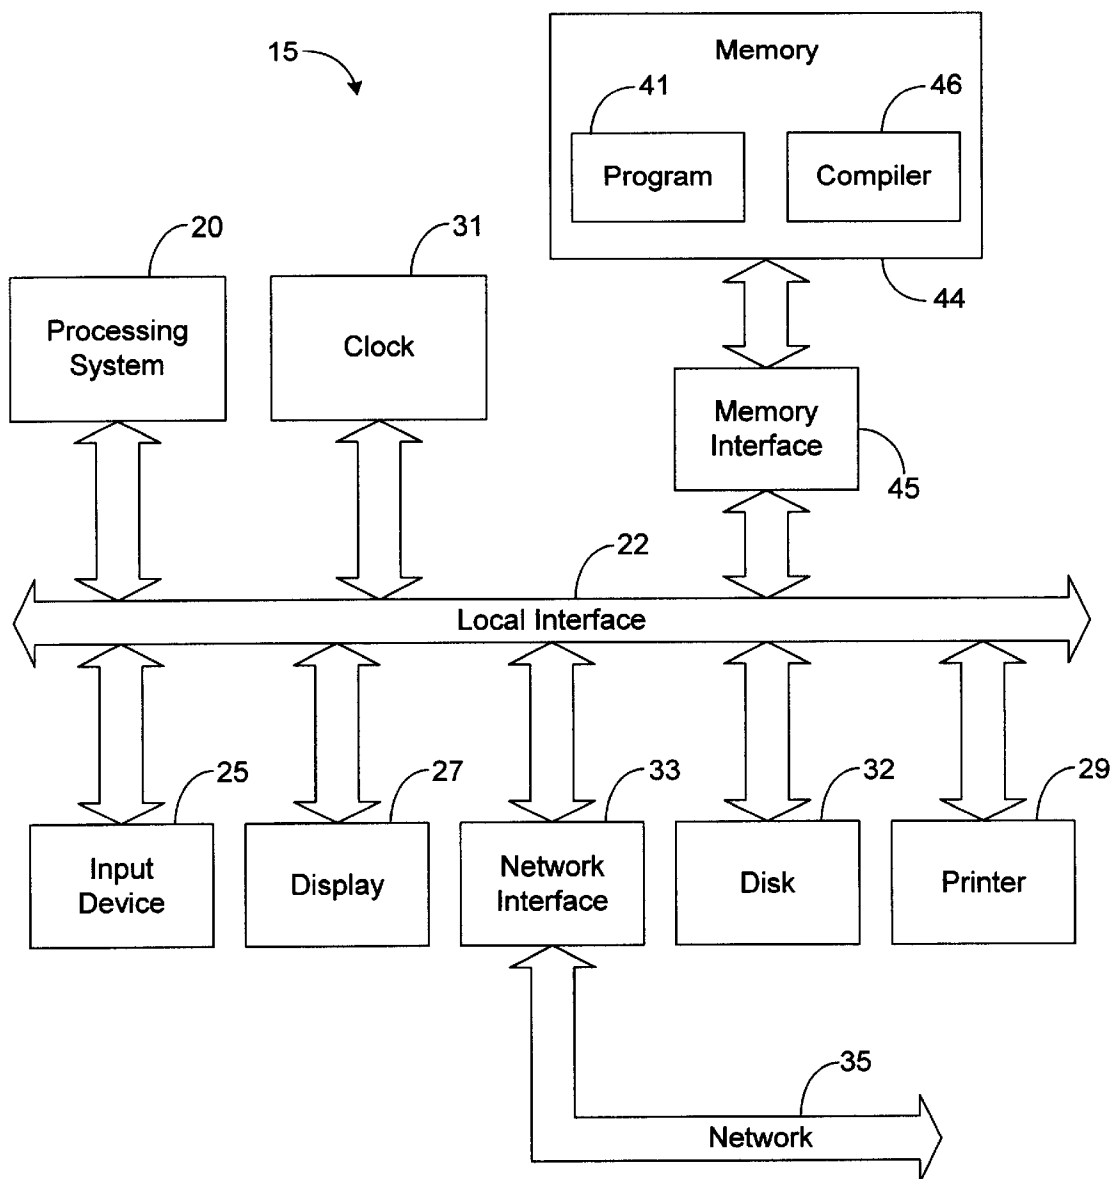 15
Memory
41
46
Program
Compiler
20
31
44
Processing
System
Clock
Memory
Interface
45
22
Local Interface
25
27
33
32
29
Input
Device
Display
Network
Interface
Disk
Printer
35
Network